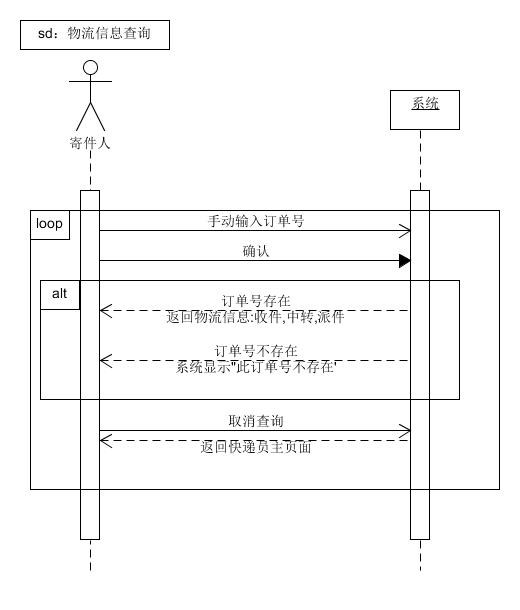 sd：物流信息查询
系统
寄件人
loop
手动输入订单号
确认
alt
订单号存在
返回物流信息:收件,中转,派件
订单号不存在
系统显示"此订单号不存在'
取消查询
返回快递员主页面